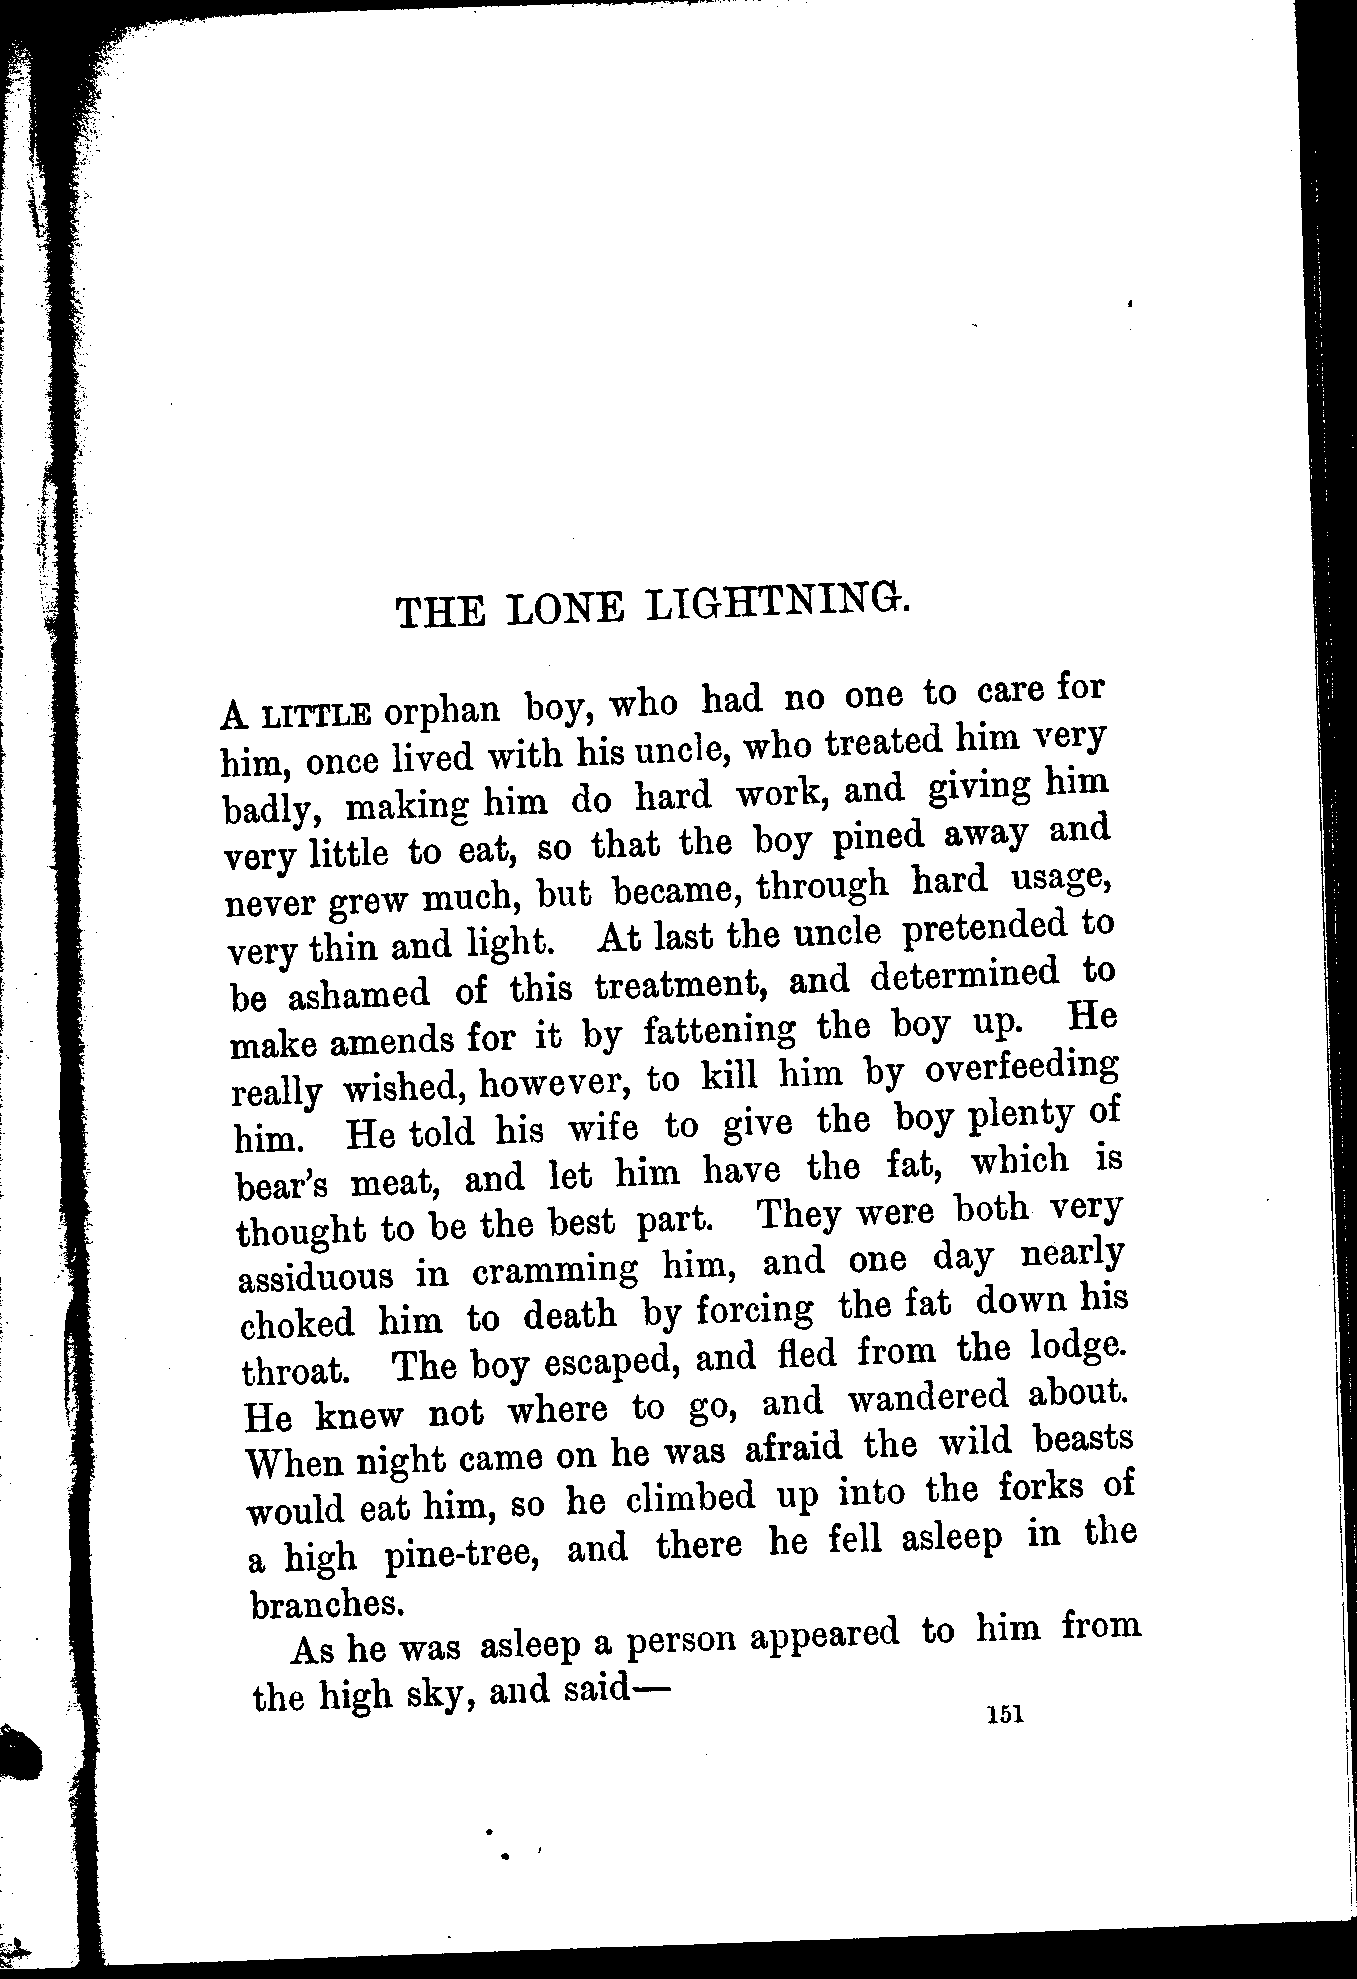 THE LONE LIGHTNING.
A LITTLE orphan boy, who had no one to care for
him, once lived with his uncle, who treated him very
badly, making him do hard work, and giving him
very little to eat, so that the boy pined away and
never grew much, but became, through hard usage,
very thin and light. At last the uncle pretended to
be ashamed of this treatment, and determined to
make amends for it by fattening the boy up. He
really wished, however, to kill him by overfeeding
him. He told his wife to give the boy plenty of
bear's meat, and let him have the fat, which is
thought to be the best part. They were both very
assiduous in cramming him, and one day nearly
choked him to death by forcing the fat down his
throat. The boy escaped, and fled from the lodge.
He knew not where to go, and wandered about.
When night came on he was afraid the wild beasts
would eat him, so he climbed up into the forks of
a high pine-tree, and there he fell asleep in the
branches.
As he was asleep a person appeared to him from
the high sky, and said—
151